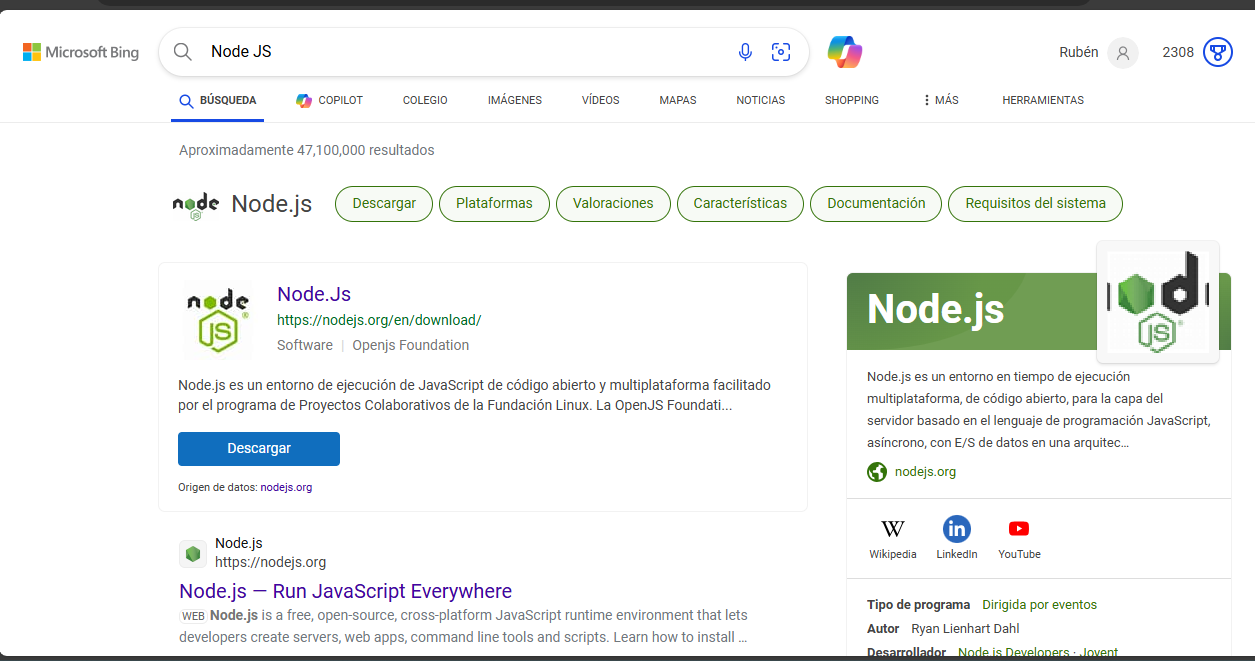 Microsoft Bing
Node JS
Rubén
2308
BÚSQUEDA
COPILOT
COLEGIO
IMÁGENES
VÍDEOS
MAPAS
NOTICIAS
SHOPPING
MÁS
HERRAMIENTAS
Aproximadamente 47,100,000 resultados
node
JS
Node.js
Descargar
Plataformas
Valoraciones
Características
Documentación
Requisitos del sistema
node
JS
Node.Js
https://nodejs.org/en/download/
Software | Openjs Foundation
Node.js es un entorno de ejecución de JavaScript de código abierto y multiplataforma facilitado
por el programa de Proyectos Colaborativos de la Fundación Linux. La OpenJS Foundati...
Descargar
Origen de datos: nodejs.org
Node.js
https://nodejs.org
Node.js — Run JavaScript Everywhere
WEB Node.js is a free, open-source, cross-platform JavaScript runtime environment that lets
developers create servers, web apps, command line tools and scripts. Learn how to install ...
Node.js
d
JS
Node.js es un entorno en tiempo de ejecución
multiplataforma, de código abierto, para la capa del
servidor basado en el lenguaje de programación JavaScript,
asíncrono, con E/S de datos en una arquitec...
nodejs.org
W
Wikipedia
in
LinkedIn
YouTube
Tipo de programa Dirigida por eventos
Autor Ryan Lienhart Dahl
Desarrollador Node.js Developers · Joyent